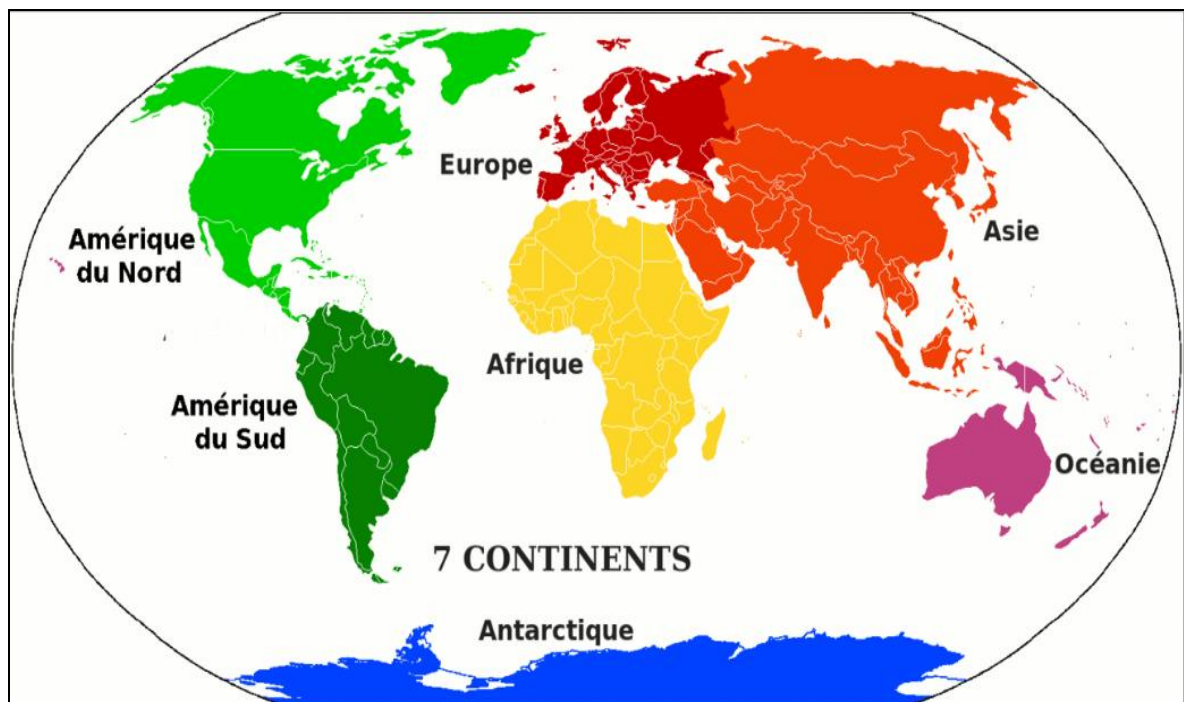 Europe
Asie
Amérique
du Nord
Afrique
Amérique
du Sud
Océanie
7 CONTINENTS
Antarctique